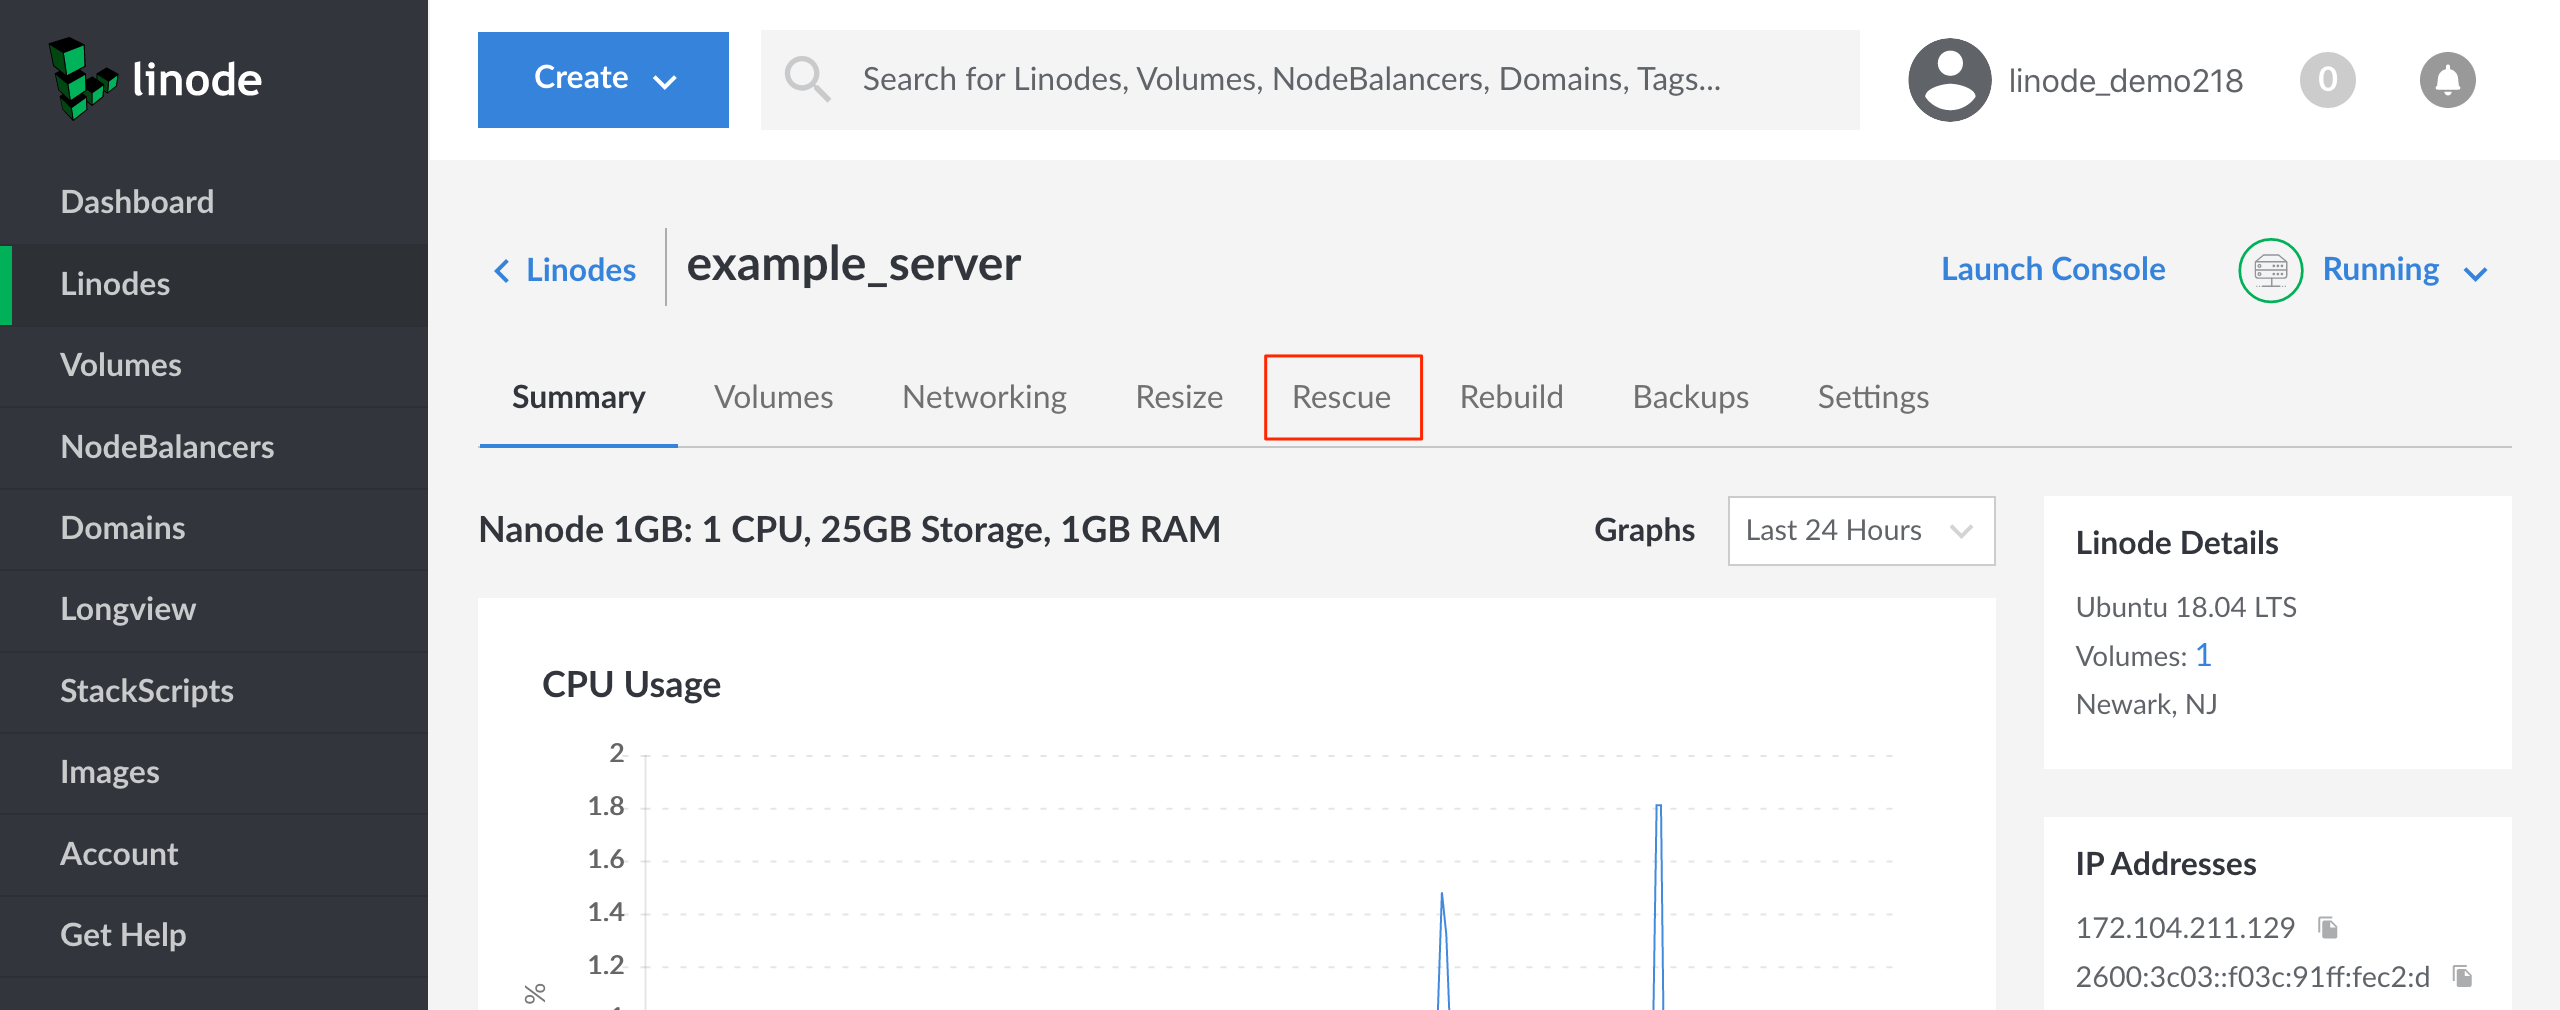 linode
Create
Search for Linodes, Volumes, NodeBalancers, Domains, Tags...
linode_demo218
0
Dashboard
Linodes
Volumes
NodeBalancers
Domains
Longview
StackScripts
Images
Account
Get Help
Linodes
example_server
Launch Console
Running
Summary
Volumes
Networking
Resize
Rescue
Rebuild
Backups
Settings
Nanode 1GB: 1 CPU, 25GB Storage, 1GB RAM
Graphs
Last 24 Hours
CPU Usage
2
1.8
1.6
1.4
1.2
%
Linode Details
Ubuntu 18.04 LTS
Volumes: 1
Newark, NJ
IP Addresses
172.104.211.129
2600:3c03::f03c:91ff:fec2:d